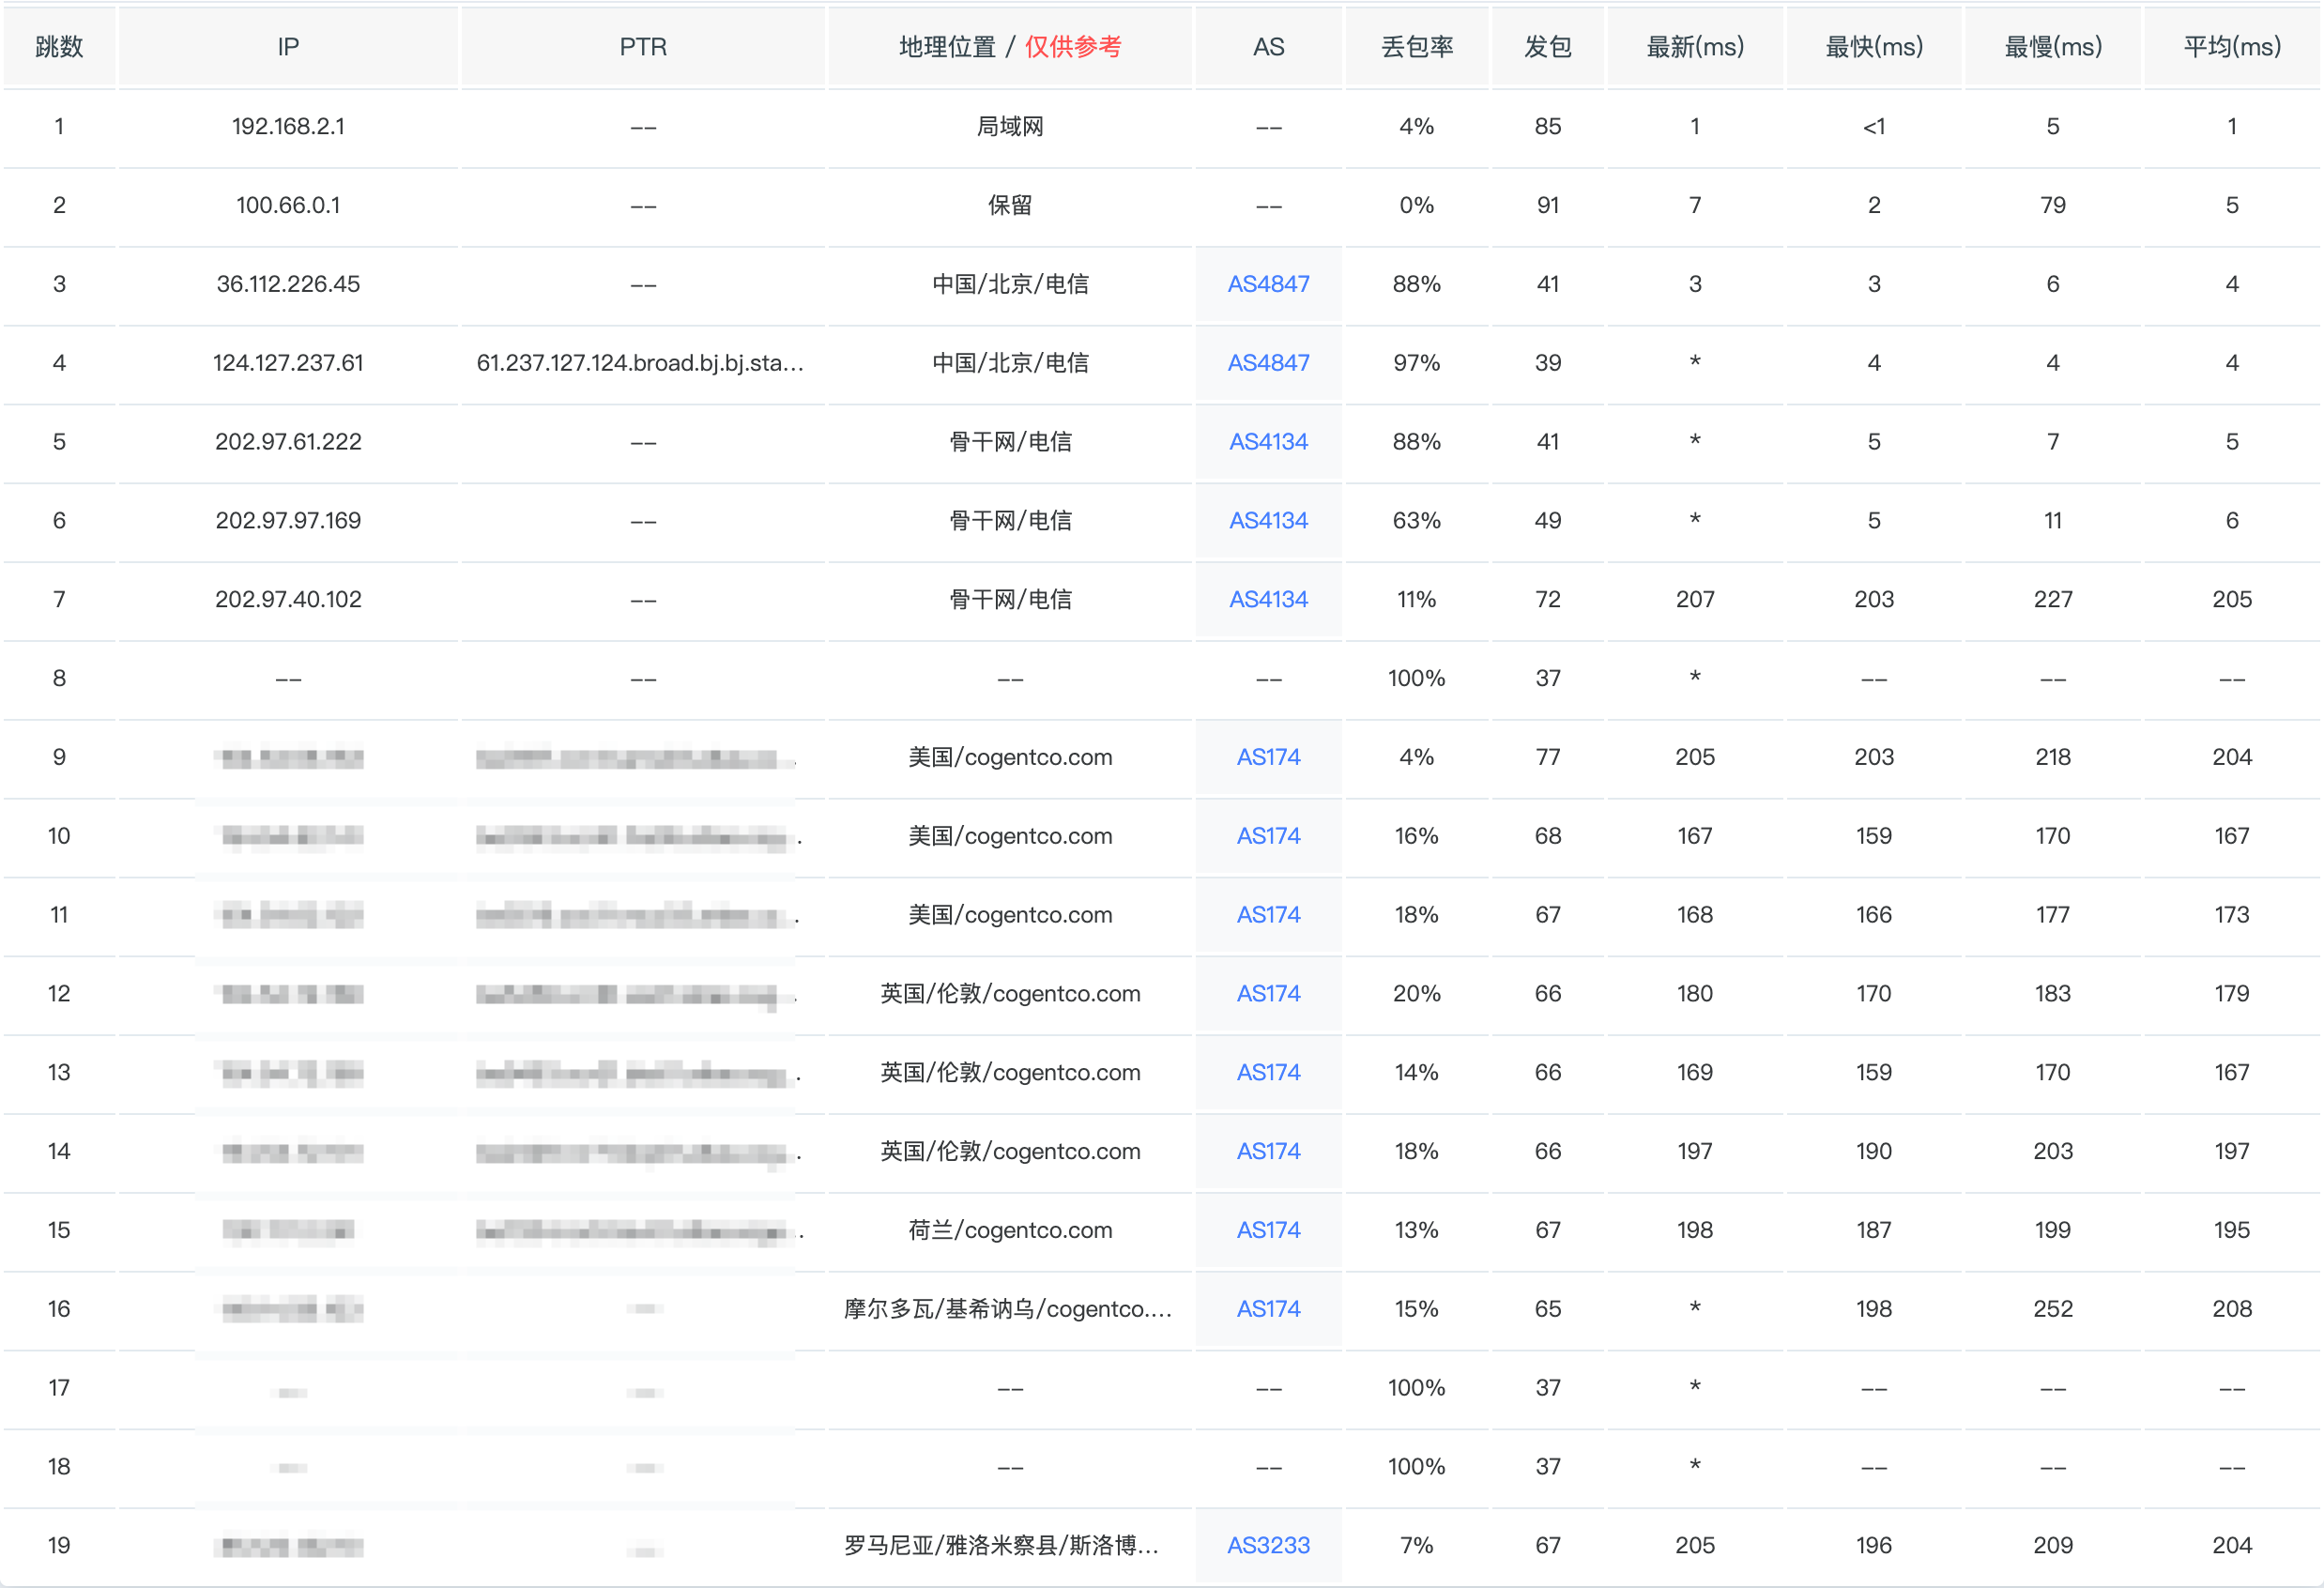 跳数 IP PTR 地理位置 / 仅供参考 AS 丢包率 发包 最新(ms) 最快(ms) 最慢(ms) 平均(ms)
1 192.168.2.1 -- 局域网 -- 4% 85 1 <1 5 1
2 100.66.0.1 -- 保留 -- 0% 91 7 2 79 5
3 36.112.226.45 -- 中国/北京/电信 AS4847 88% 41 3 3 6 4
4 124.127.237.61 61.237.127.124.broad.bj.bj.sta... 中国/北京/电信 AS4847 97% 39 * 4 4 4
5 202.97.61.222 -- 骨干网/电信 AS4134 88% 41 * 5 7 5
6 202.97.97.169 -- 骨干网/电信 AS4134 63% 49 * 5 11 6
7 202.97.40.102 -- 骨干网/电信 AS4134 11% 72 207 203 227 205
8 -- -- -- -- 100% 37 * -- -- --
9 美国/cogentco.com AS174 4% 77 205 203 218 204
10 美国/cogentco.com AS174 16% 68 167 159 170 167
11 美国/cogentco.com AS174 18% 67 168 166 177 173
12 英国/伦敦/cogentco.com AS174 20% 66 180 170 183 179
13 英国/伦敦/cogentco.com AS174 14% 66 169 159 170 167
14 英国/伦敦/cogentco.com AS174 18% 66 197 190 203 197
15 荷兰/cogentco.com AS174 13% 67 198 187 199 195
16 摩尔多瓦/基希讷乌/cogentco.... AS174 15% 65 * 198 252 208
17 -- -- 100% 37 * -- -- --
18 -- -- 100% 37 * -- -- --
19 罗马尼亚/雅洛米察县/斯洛博... AS3233 7% 67 205 196 209 204